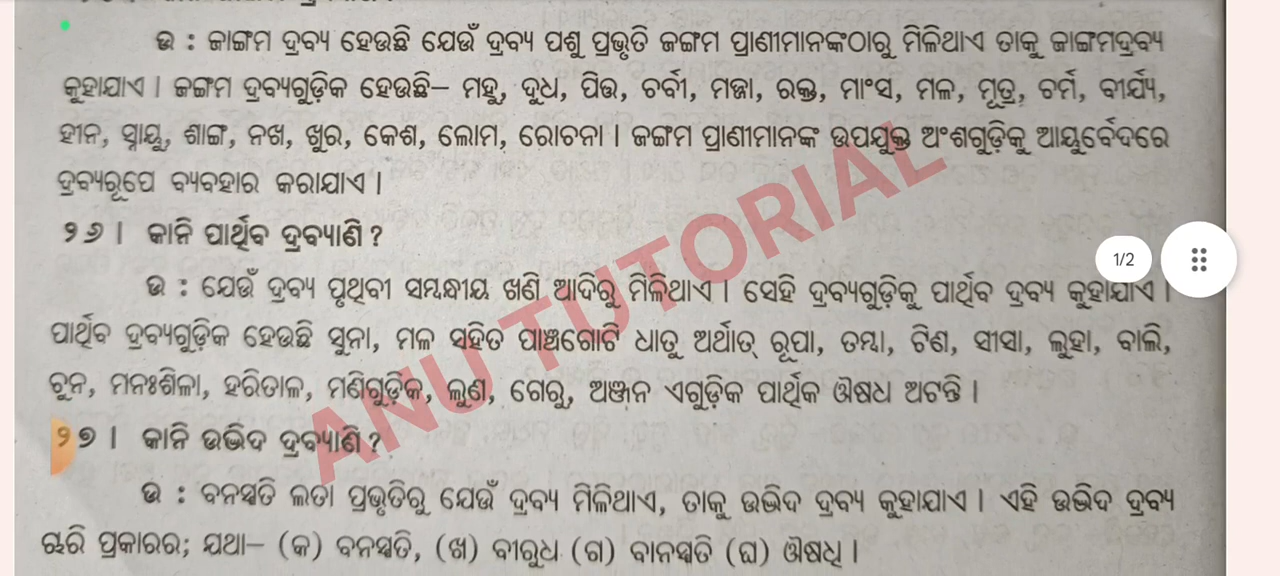 ଉ : ଜାଙ୍ଗମ ଦ୍ରବ୍ୟ ହେଉଛି ଯେଉଁ ଦ୍ରବ୍ୟ ପଶୁ ପ୍ରଭୃତି ଜଙ୍ଗମ ପ୍ରାଣୀମାନଙ୍କଠାରୁ ମିଳିଥାଏ ତାକୁ ଜାଙ୍ଗମଦ୍ରବ୍ୟ
କୁହାଯାଏ । ଜଙ୍ଗମ ଦ୍ରବ୍ୟଗୁଡ଼ିକ ହେଉଛି– ମହୁ, ଦୁଧ, ପିତ୍ତ, ଚର୍ବୀ, ମଜ୍ଜା, ରକ୍ତ, ମାଂସ, ମଳ, ମୂତ୍ର, ଚର୍ମ, ବୀର୍ଯ୍ୟ,
ହୀନ, ସ୍ନାୟୁ, ଶାଙ୍ଗ, ନଖ, ଖୁର, କେଶ, ଲୋମ, ରୋଚନା । ଜଙ୍ଗମ ପ୍ରାଣୀମାନଙ୍କ ଉପଯୁକ୍ତ ଅଂଶଗୁଡ଼ିକୁ ଆୟୁର୍ବେଦରେ
ଦ୍ରବ୍ୟରୂପେ ବ୍ୟବହାର କରାଯାଏ ।
୨୬ । କାନି ପାର୍ଥିବ ଦ୍ରବ୍ୟାଣି ?
ଉ : ଯେଉଁ ଦ୍ରବ୍ୟ ପୃଥିବୀ ସମ୍ବନ୍ଧୀୟ ଖଣି ଆଦିରୁ ମିଳିଥାଏ । ସେହି ଦ୍ରବ୍ୟଗୁଡ଼ିକୁ ପାର୍ଥିବ ଦ୍ରବ୍ୟ କୁହାଯାଏ ।
ପାର୍ଥିବ ଦ୍ରବ୍ୟଗୁଡ଼ିକ ହେଉଛି ସୁନା, ମଳ ସହିତ ପାଞ୍ଚଗୋଟି ଧାତୁ ଅର୍ଥାତ୍ ରୂପା, ତମ୍ବା, ଟିଣ, ସୀସା, ଲୁହା, ବାଲି,
ଚୁନ, ମନଃଶିଳା, ହରିତାଳ, ମଣିଗୁଡ଼ିକ, ଲୁଣ, ଗେରୁ, ଅଞ୍ଜନ ଏଗୁଡ଼ିକ ପାର୍ଥିକ ଔଷଧ ଅଟନ୍ତି ।
୨୭ । କାନି ଉଦ୍ଭିଦ ଦ୍ରବ୍ୟାଣି ?
ଉ : ବନସ୍ପତି ଲତା ପ୍ରଭୃତିରୁ ଯେଉଁ ଦ୍ରବ୍ୟ ମିଳିଥାଏ, ତାକୁ ଉଦ୍ଭିଦ ଦ୍ରବ୍ୟ କୁହାଯାଏ । ଏହି ଉଦ୍ଭିଦ ଦ୍ରବ୍ୟ
ଚାରି ପ୍ରକାରର; ଯଥା– (କ) ବନସ୍ପତି, (ଖ) ବୀରୁଧ (ଗ) ବାନସ୍ପତି (ଘ) ଔଷଧି ।
ANU TUTORIAL
1/2